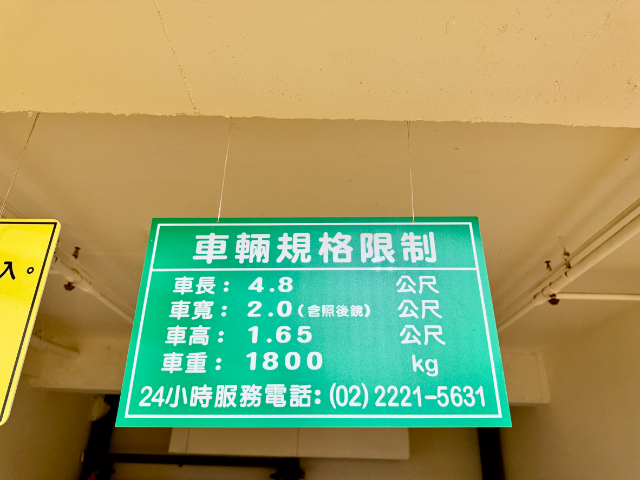 車輛規格限制
車長: 4.8 公尺
車寬: 2.0(含照後鏡) 公尺
車高: 1.65 公尺
車重: 1800 kg
24小時服務電話:(02)2221-5631
入。